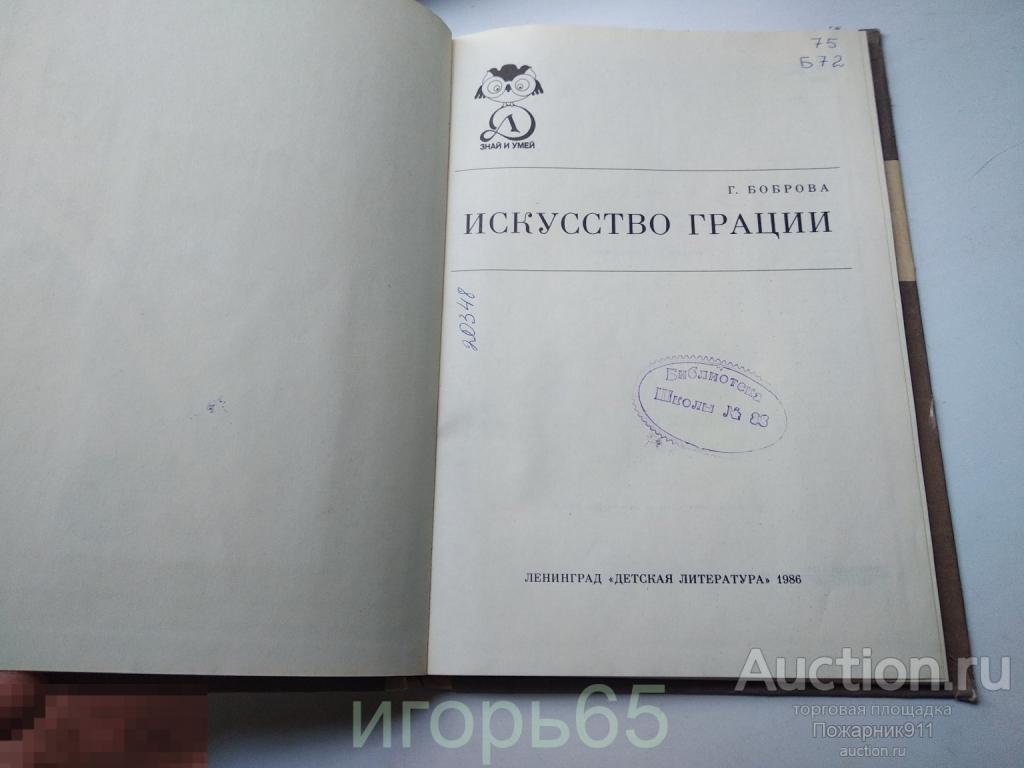 75
Б72
ЗНАЙ И УМЕЙ
Г. БОБРОВА
ИСКУССТВО ГРАЦИИ
20348
Библиотека
Школы № 83
ЛЕНИНГРАД «ДЕТСКАЯ ЛИТЕРАТУРА» 1986
Auction.ru
торговая площадка
Пожарник911
auction.ru
игорь65